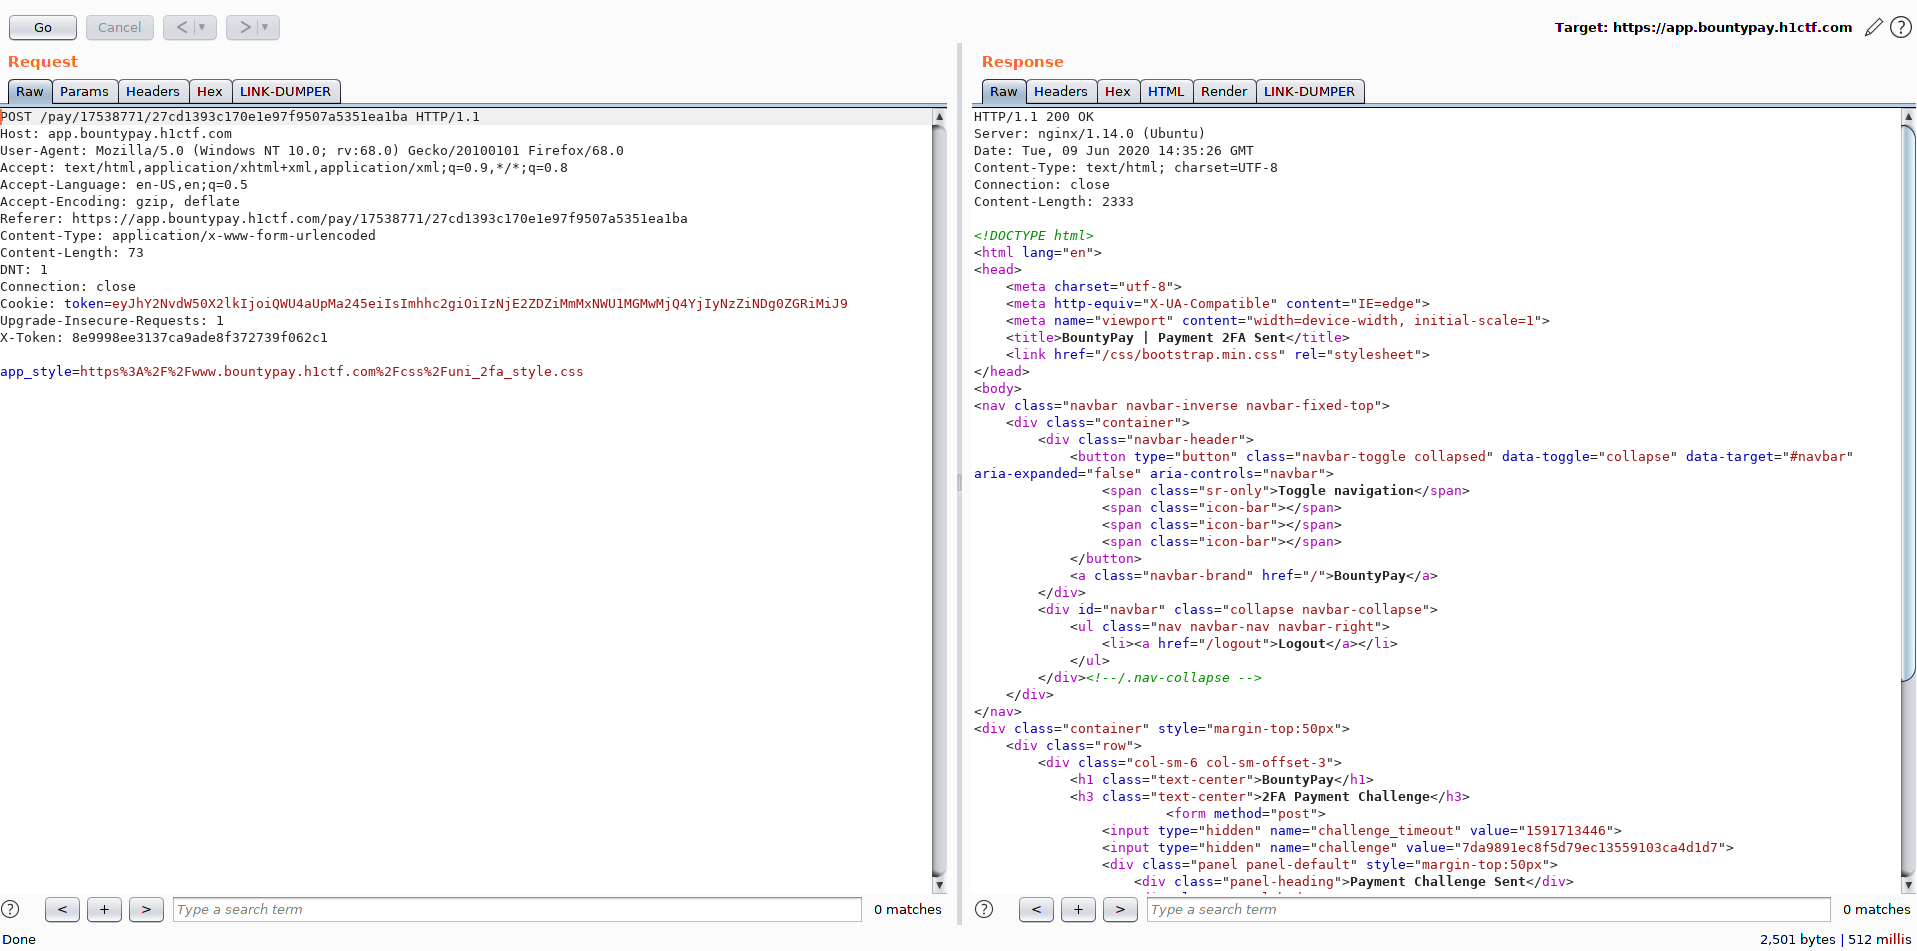 Go
Cancel
<
>
Target: https://app.bountypay.h1ctf.com
?
Request
Raw
Params
Headers
Hex
LINK-DUMPER
POST /pay/17538771/27cd1393c170e1e97f9507a5351ea1ba HTTP/1.1
Host: app.bountypay.h1ctf.com
User-Agent: Mozilla/5.0 (Windows NT 10.0; rv:68.0) Gecko/20100101 Firefox/68.0
Accept: text/html,application/xhtml+xml,application/xml;q=0.9,*/*;q=0.8
Accept-Language: en-US,en;q=0.5
Accept-Encoding: gzip, deflate
Referer: https://app.bountypay.h1ctf.com/pay/17538771/27cd1393c170e1e97f9507a5351ea1ba
Content-Type: application/x-www-form-urlencoded
Content-Length: 73
DNT: 1
Connection: close
Cookie: token=eyJhY2NvdW50X2lkIjoiQWU4aUpMa245eiIsImhhc2giOiIzNjE2ZDZiMmMxNWU1MGMwMjQ4YjIyNzZiNDg0ZGRiMiJ9
Upgrade-Insecure-Requests: 1
X-Token: 8e9998ee3137ca9ade8f372739f062c1
app_style=https%3A%2F%2Fwww.bountypay.h1ctf.com%2Fcss%2Funi_2fa_style.css
?
<
+
>
Type a search term
0 matches
Response
Raw
Headers
Hex
HTML
Render
LINK-DUMPER
HTTP/1.1 200 OK
Server: nginx/1.14.0 (Ubuntu)
Date: Tue, 09 Jun 2020 14:35:26 GMT
Content-Type: text/html; charset=UTF-8
Connection: close
Content-Length: 2333
<!DOCTYPE html>
<html lang="en">
<head>
<meta charset="utf-8">
<meta http-equiv="X-UA-Compatible" content="IE=edge">
<meta name="viewport" content="width=device-width, initial-scale=1">
<title>BountyPay | Payment 2FA Sent</title>
<link href="/css/bootstrap.min.css" rel="stylesheet">
</head>
<body>
<nav class="navbar navbar-inverse navbar-fixed-top">
<div class="container">
<div class="navbar-header">
<button type="button" class="navbar-toggle collapsed" data-toggle="collapse" data-target="#navbar"
aria-expanded="false" aria-controls="navbar">
<span class="sr-only">Toggle navigation</span>
<span class="icon-bar"></span>
<span class="icon-bar"></span>
<span class="icon-bar"></span>
</button>
<a class="navbar-brand" href="/">BountyPay</a>
</div>
<div id="navbar" class="collapse navbar-collapse">
<ul class="nav navbar-nav navbar-right">
<li><a href="/logout">Logout</a></li>
</ul>
</div><!--/.nav-collapse -->
</div>
</nav>
<div class="container" style="margin-top:50px">
<div class="row">
<div class="col-sm-6 col-sm-offset-3">
<h1 class="text-center">BountyPay</h1>
<h3 class="text-center">2FA Payment Challenge</h3>
<form method="post">
<input type="hidden" name="challenge_timeout" value="1591713446">
<input type="hidden" name="challenge" value="7da9891ec8f5d79ec13559103ca4d1d7">
<div class="panel panel-default" style="margin-top:50px">
<div class="panel-heading">Payment Challenge Sent</div>
?
<
+
>
Type a search term
0 matches
Done
2,501 bytes | 512 millis